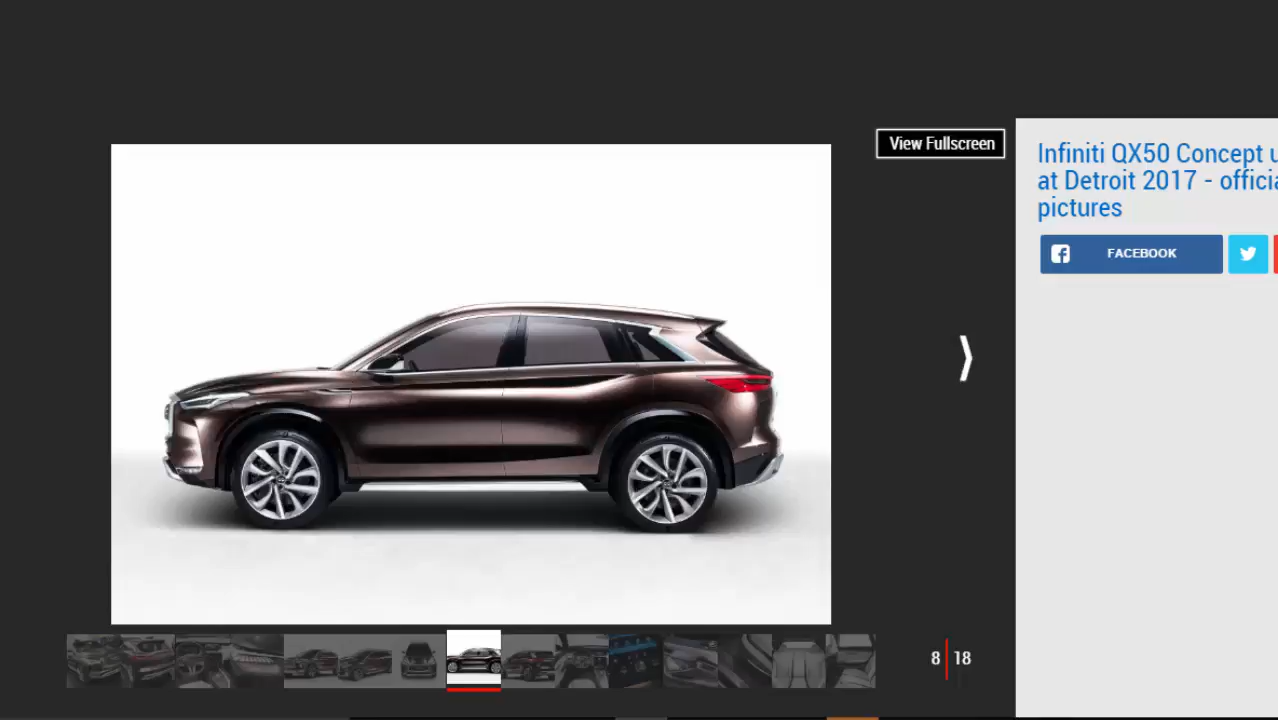 View Fullscreen
Infiniti QX50 Concept u
at Detroit 2017 - officia
pictures
FACEBOOK
8 18